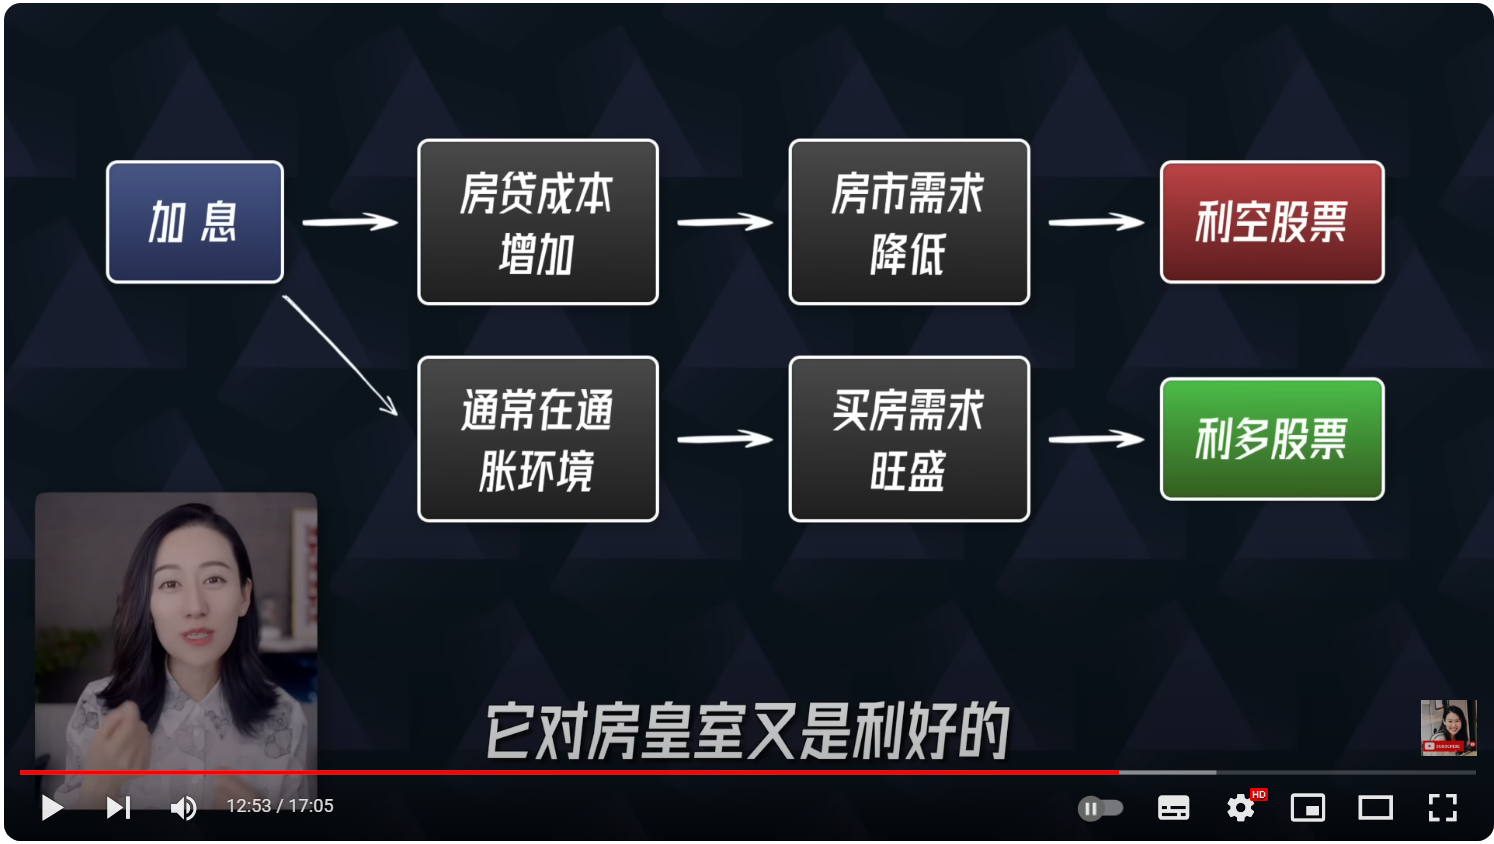 加 息
房贷成本
增加
房市需求
降低
利空股票
通常在通
胀环境
买房需求
旺盛
利多股票
它对房皇室又是利好的
12:53 / 17:05
HD
SUBSCRIBE